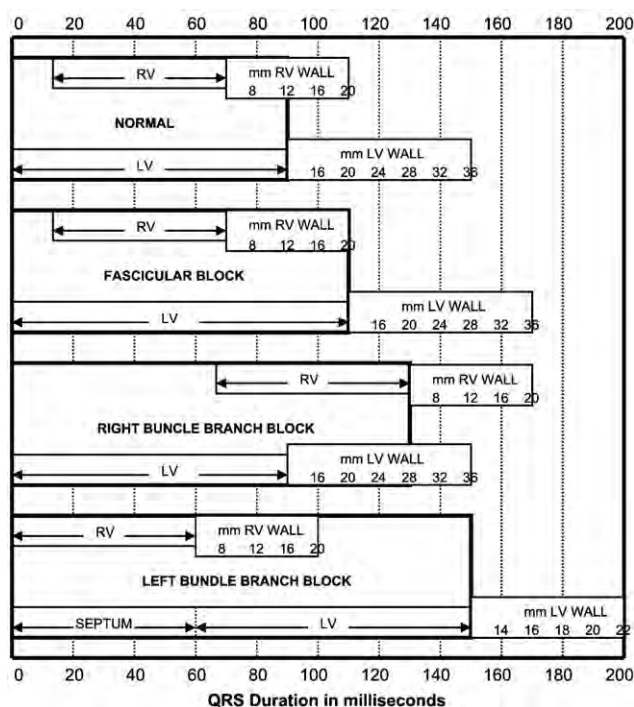 0 20 40 60 80 100 120 140 160 180 200
RV mm RV WALL
8 12 16 20
NORMAL
LV mm LV WALL
16 20 24 28 32 36
RV mm RV WALL
8 12 16 20
FASCICULAR BLOCK
LV mm LV WALL
16 20 24 28 32 36
RV mm RV WALL
8 12 16 20
RIGHT BUNCLE BRANCH BLOCK
LV mm LV WALL
16 20 24 28 32 36
RV mm RV WALL
8 12 16 20
LEFT BUNDLE BRANCH BLOCK
SEPTUM LV mm LV WALL
14 16 18 20 22
0 20 40 60 80 100 120 140 160 180 200
QRS Duration in milliseconds